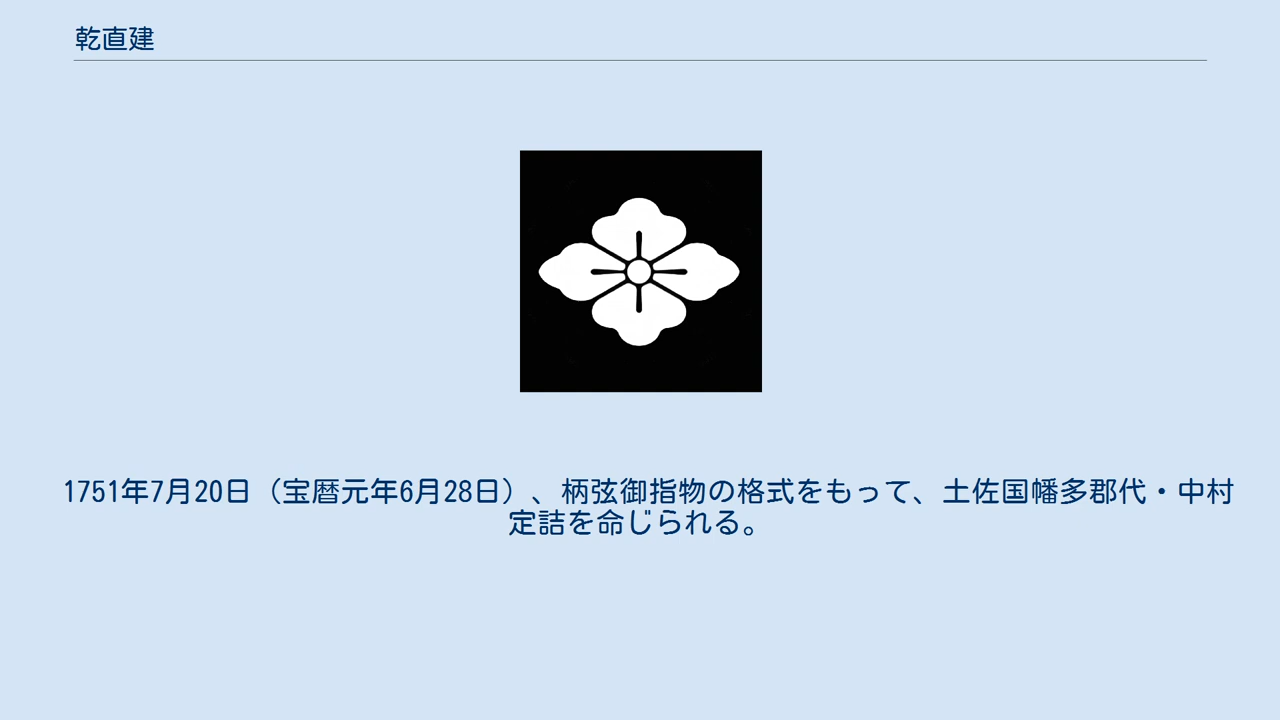 乾直建
1751年7月20日（宝暦元年6月28日）、柄弦御指物の格式をもって、土佐国幡多郡代・中村
定詰を命じられる。